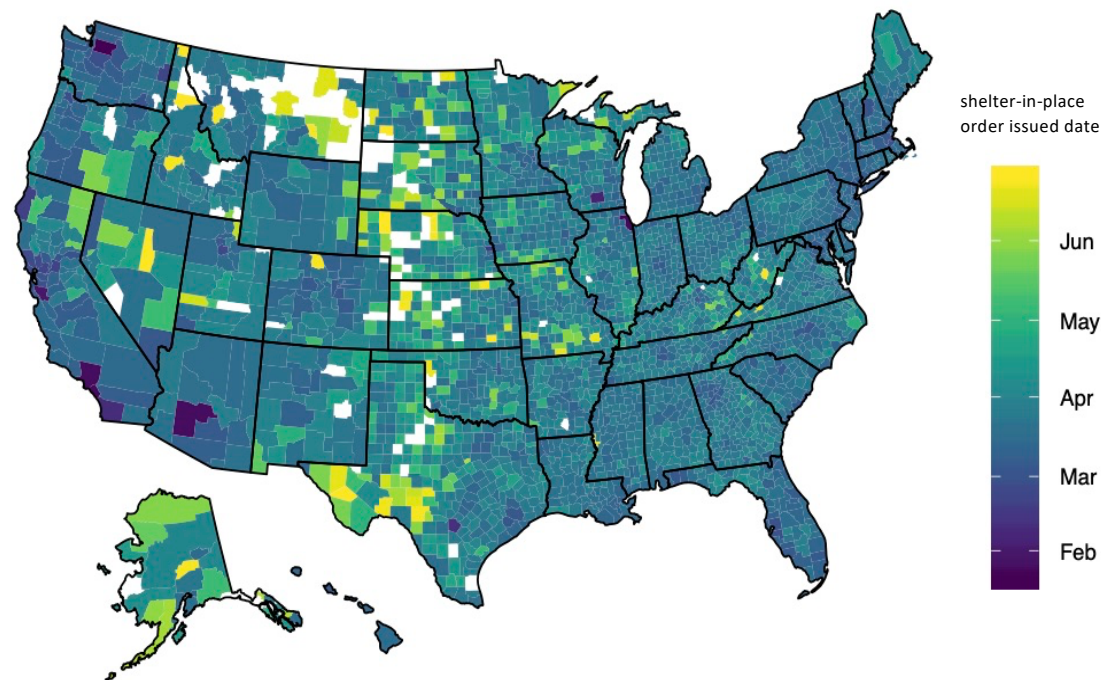 shelter-in-place
order issued date
Jun
May
Apr
Mar
Feb